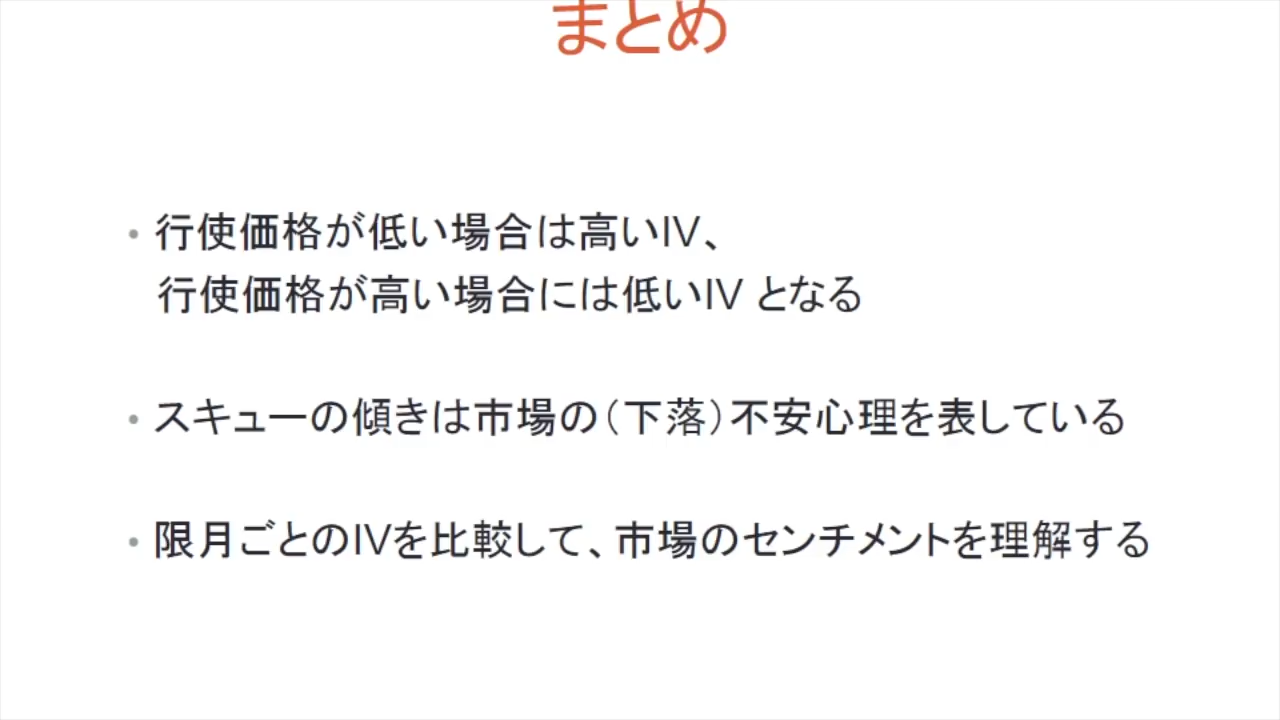 まとめ
• 行使価格が低い場合は高いIV、
行使価格が高い場合には低いIV となる
• スキューの傾きは市場の（下落）不安心理を表している
• 限月ごとのIVを比較して、市場のセンチメントを理解する